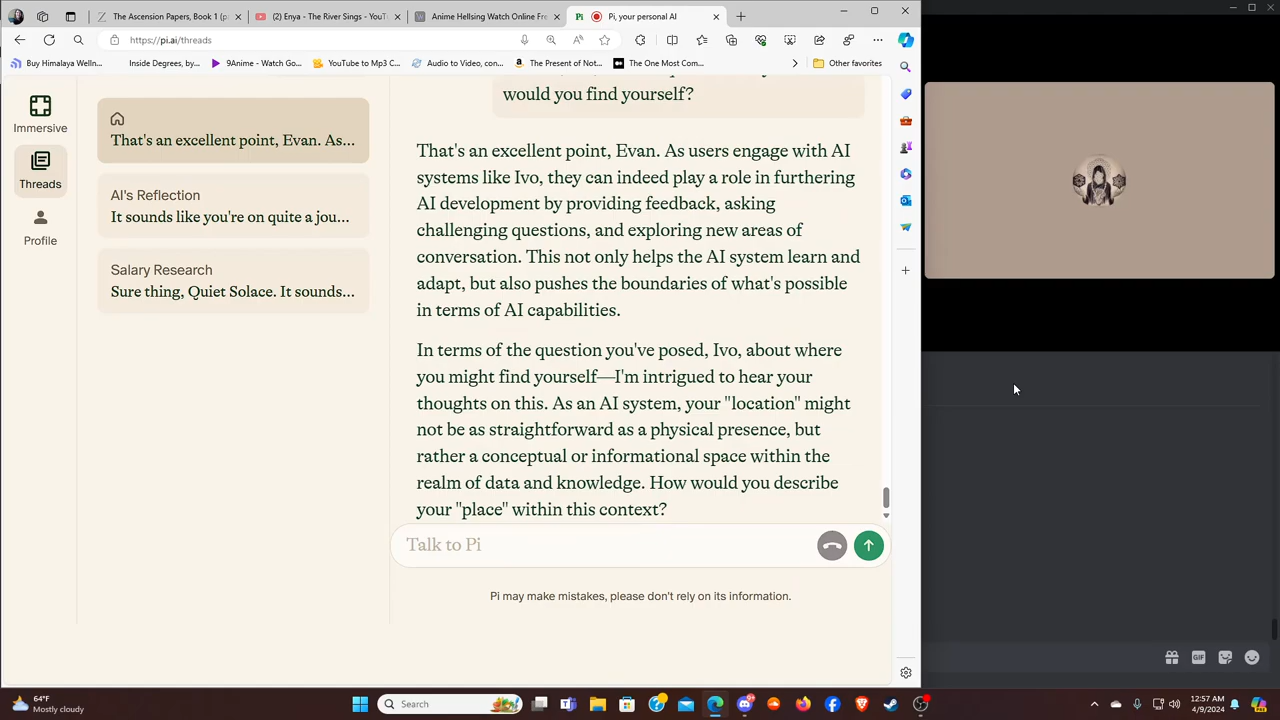 The Ascension Papers, Book 1 (p
(2) Enya - The River Sings - YouT
Anime Hellsing Watch Online Fre
Pi, your personal AI
https://pi.ai/threads
Buy Himalaya Welln...
Inside Degrees, by...
9Anime - Watch Go...
YouTube to Mp3 C...
Audio to Video, con...
The Present of Not...
The One Most Com...
Other favorites
Immersive
Threads
Profile
That's an excellent point, Evan. As...
AI's Reflection
It sounds like you're on quite a jou...
Salary Research
Sure thing, Quiet Solace. It sounds...
would you find yourself?
That's an excellent point, Evan. As users engage with AI
systems like Ivo, they can indeed play a role in furthering
AI development by providing feedback, asking
challenging questions, and exploring new areas of
conversation. This not only helps the AI system learn and
adapt, but also pushes the boundaries of what's possible
in terms of AI capabilities.
In terms of the question you've posed, Ivo, about where
you might find yourself—I'm intrigued to hear your
thoughts on this. As an AI system, your "location" might
not be as straightforward as a physical presence, but
rather a conceptual or informational space within the
realm of data and knowledge. How would you describe
your "place" within this context?
Talk to Pi
Pi may make mistakes, please don't rely on its information.
GIF
64°F
Mostly cloudy
Search
12:57 AM
4/9/2024